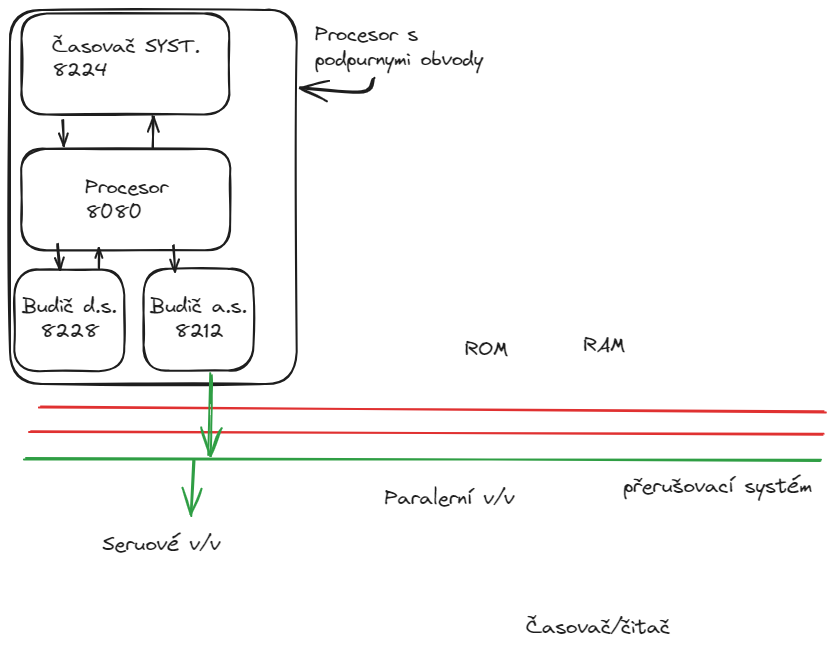 Časovač SYST.
8224
Procesor s
podpurnymi obvody
Procesor
8080
Budič d.s.
8228
Budič a.s.
8212
ROM
RAM
Paralerní v/v
přerušovací systém
Seruové v/v
Časovač/čitač